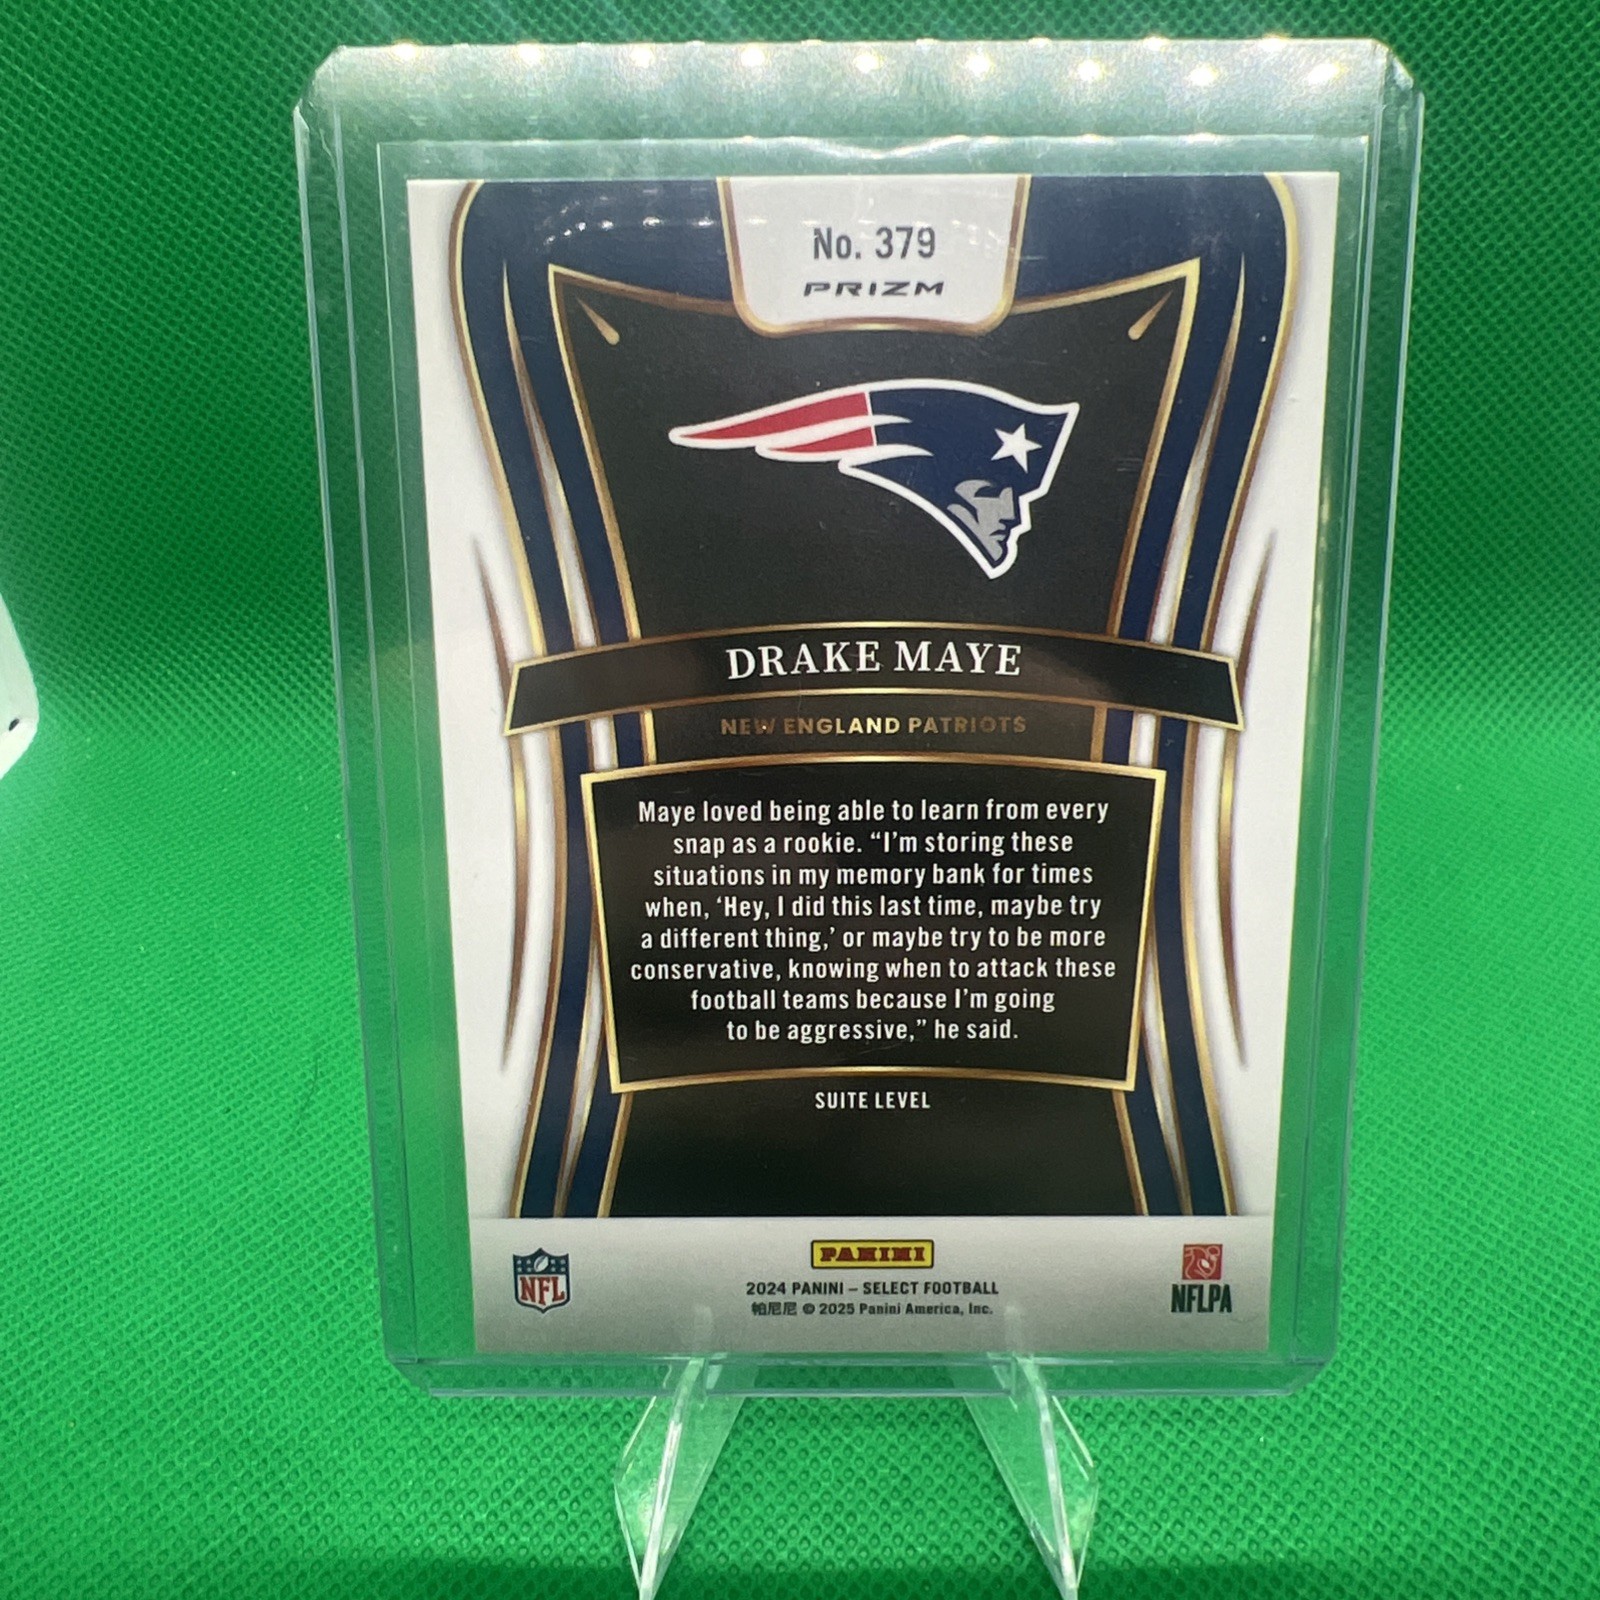 No. 379
PRIZM
DRAKE MAYE
NEW ENGLAND PATRIOTS
Maye loved being able to learn from every
snap as a rookie. “I’m storing these
situations in my memory bank for times
when, ‘Hey, I did this last time, maybe try
a different thing,’ or maybe try to be more
conservative, knowing when to attack these
football teams because I’m going
to be aggressive,” he said.
SUITE LEVEL
PANINI
NFL
2024 PANINI – SELECT FOOTBALL
帕尼尼 © 2025 Panini America, Inc.
NFLPA